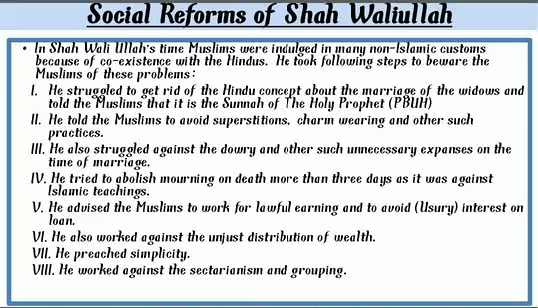 Social Reforms of Shah Waliullah
• In Shah Wali Ullah's time Muslims were indulged in many non-Islamic customs
because of co-existence with the Hindus. He took following steps to beware the
Muslims of these problems:
I. He struggled to get rid of the Hindu concept about the marriage of the widows and
told the Muslims that it is the Sunnah of The Holy Prophet (PBUH)
II. He told the Muslims to avoid superstitions, charm wearing and other such
practices.
III. He also struggled against the dowry and other such unnecessary expanses on the
time of marriage.
IV. He tried to abolish mourning on death more than three days as it was against
Islamic teachings.
V. He advised the Muslims to work for lawful earning and to avoid (Usury) interest on
loan.
VI. He also worked against the unjust distribution of wealth.
VII. He preached simplicity.
VIII. He worked against the sectarianism and grouping.